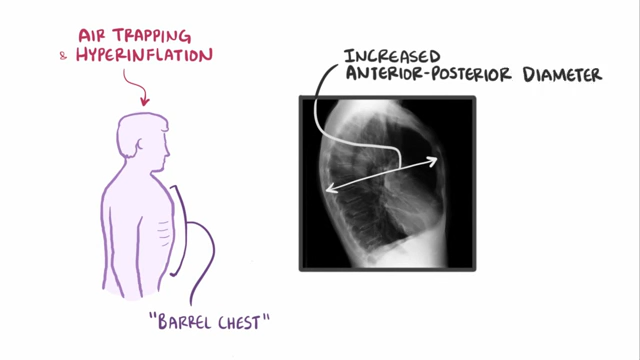 AIR TRAPPING
& HYPERINFLATION
INCREASED
ANTERIOR-POSTERIOR DIAMETER
"BARREL CHEST"